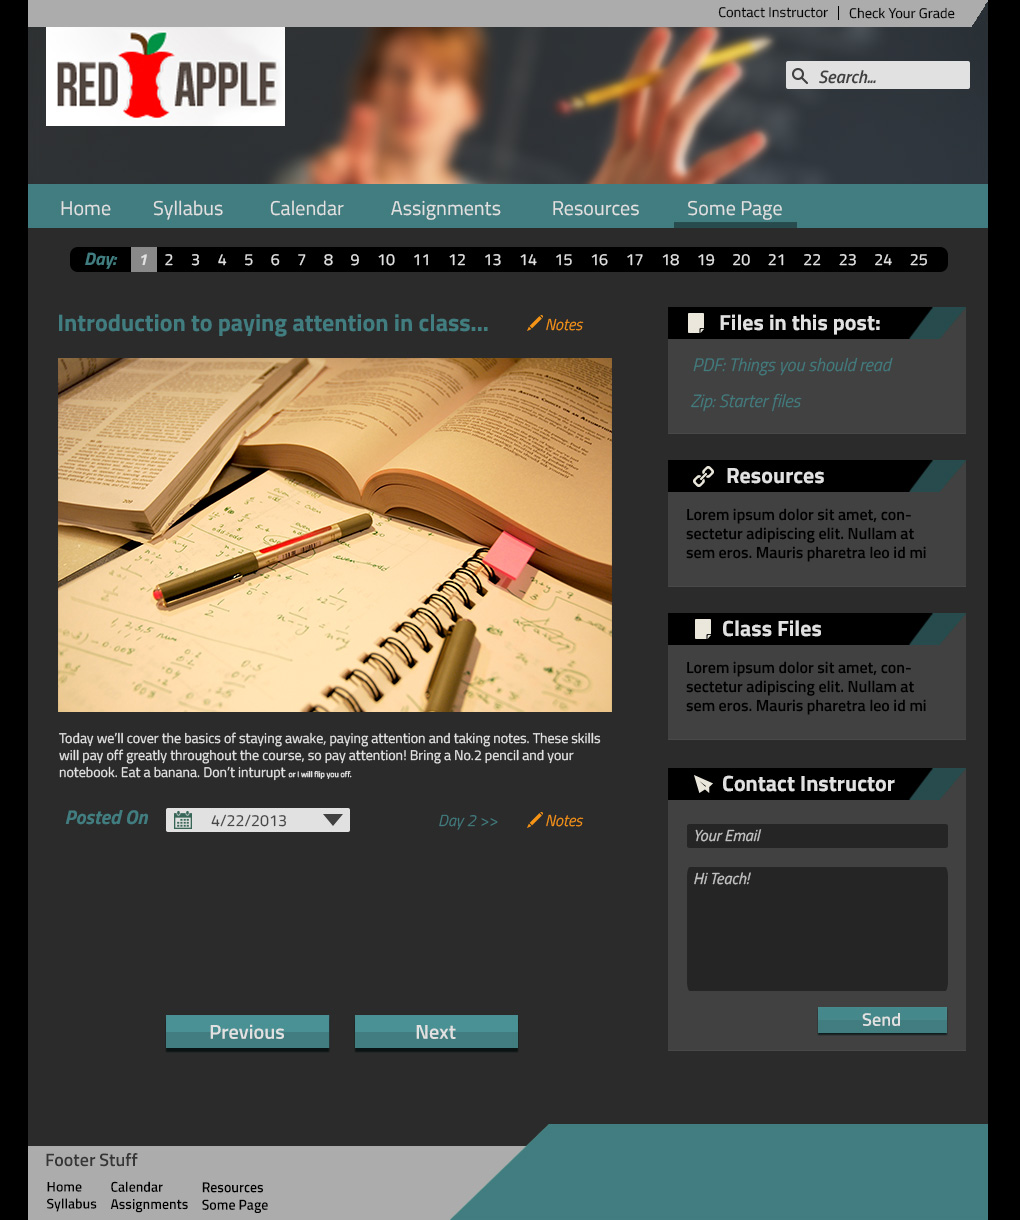 Contact Instructor | Check Your Grade
RED APPLE
Search...
Home Syllabus Calendar Assignments Resources Some Page
Day: 1 2 3 4 5 6 7 8 9 10 11 12 13 14 15 16 17 18 19 20 21 22 23 24 25
Introduction to paying attention in class...
Notes
Today we'll cover the basics of staying awake, paying attention and taking notes. These skills
will pay off greatly throughout the course, so pay attention! Bring a No.2 pencil and your
notebook. Eat a banana. Don't inturupt or I will flip you off.
Posted On 4/22/2013 Day 2 >> Notes
Previous Next
Files in this post:
PDF: Things you should read
Zip: Starter files
Resources
Lorem ipsum dolor sit amet, con-
sectetur adipiscing elit. Nullam at
sem eros. Mauris pharetra leo id mi
Class Files
Lorem ipsum dolor sit amet, con-
sectetur adipiscing elit. Nullam at
sem eros. Mauris pharetra leo id mi
Contact Instructor
Your Email
Hi Teach!
Send
Footer Stuff
Home Calendar Resources
Syllabus Assignments Some Page